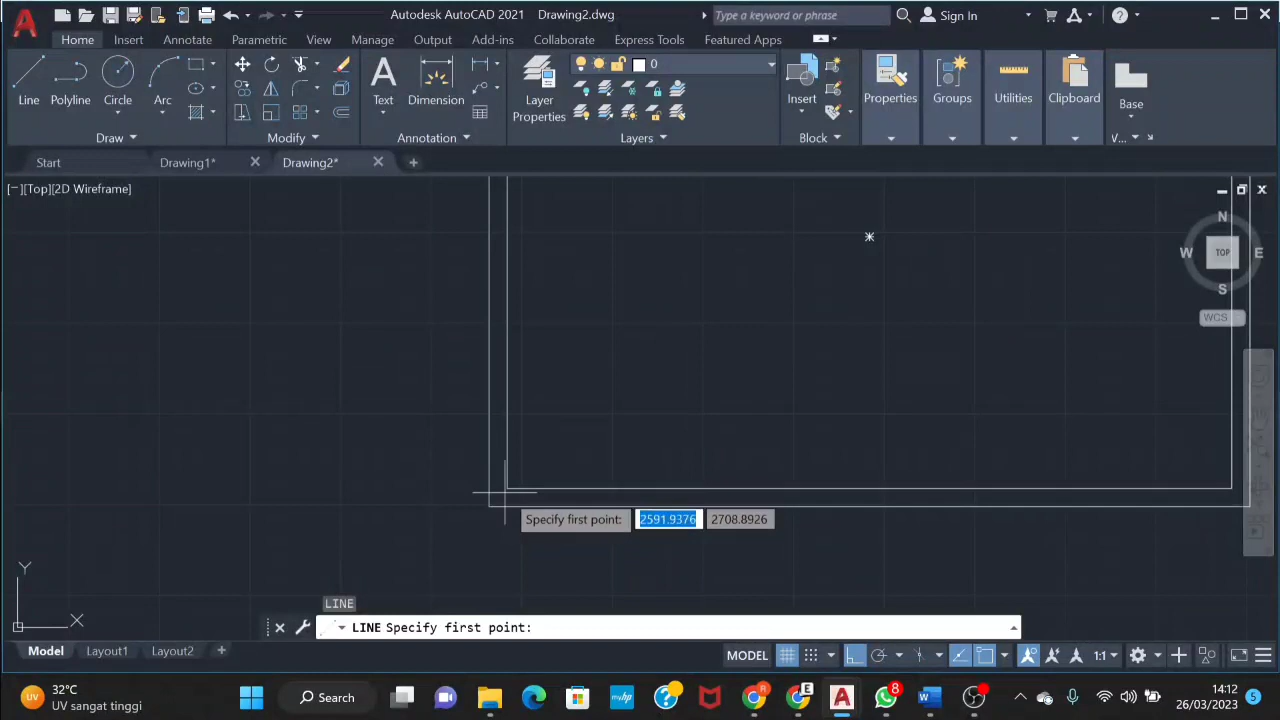 Autodesk AutoCAD 2021 Drawing2.dwg Type a keyword or phrase Sign In
Home Insert Annotate Parametric View Manage Output Add-ins Collaborate Express Tools Featured Apps
0
Line Polyline Circle Arc Text Dimension Layer Properties Insert Properties Groups Utilities Clipboard Base
Draw Modify Annotation Layers Block V...
Start Drawing1* Drawing2*
[−][Top][2D Wireframe]
N
W TOP E
S
WCS
Specify first point: 2591.9376 2708.8926
Y
X
LINE
LINE Specify first point:
Model Layout1 Layout2 MODEL 1:1
32°C
UV sangat tinggi
Search
8
14:12
26/03/2023
5